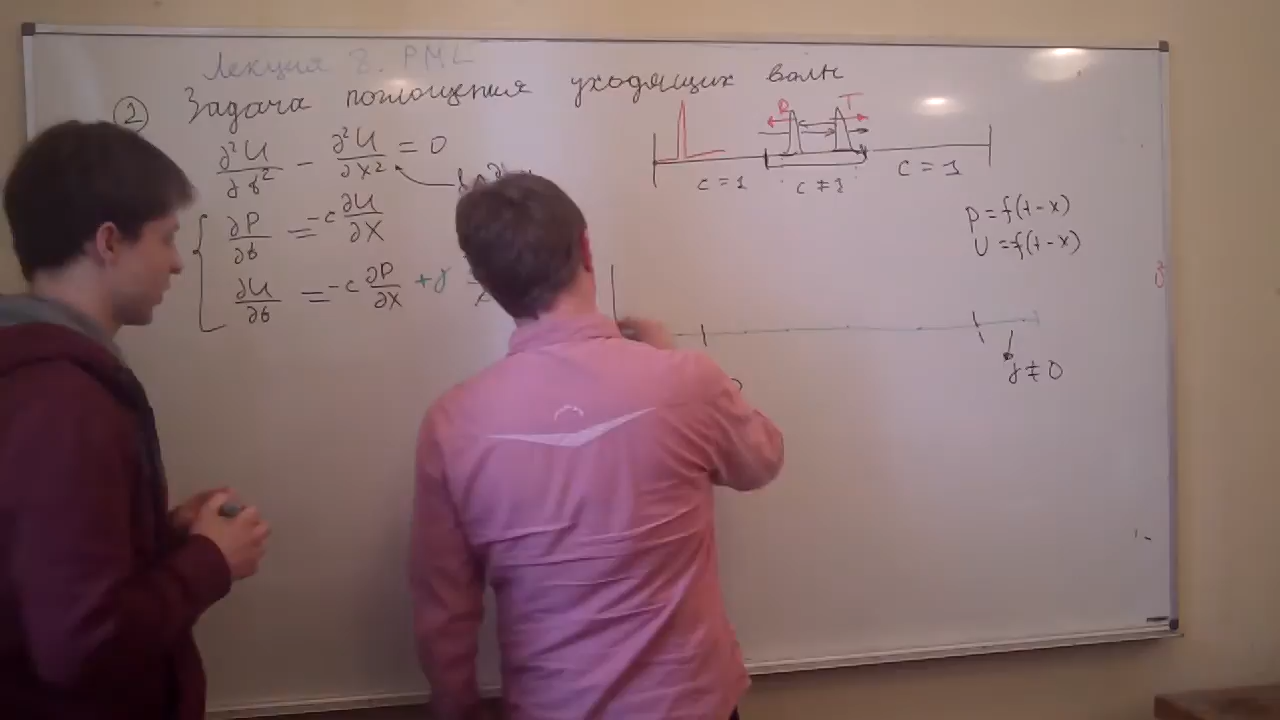 Лекция 8. PML
② Задача поглощения уходящих волн
∂²U/∂t² − ∂²U/∂x² = 0
∂P/∂t = −c ∂U/∂x
∂U/∂t = −c ∂P/∂x + γ
R T
c = 1 c ≠ 1 c = 1
P = f(t − x)
U = f(t − x)
γ ≠ 0